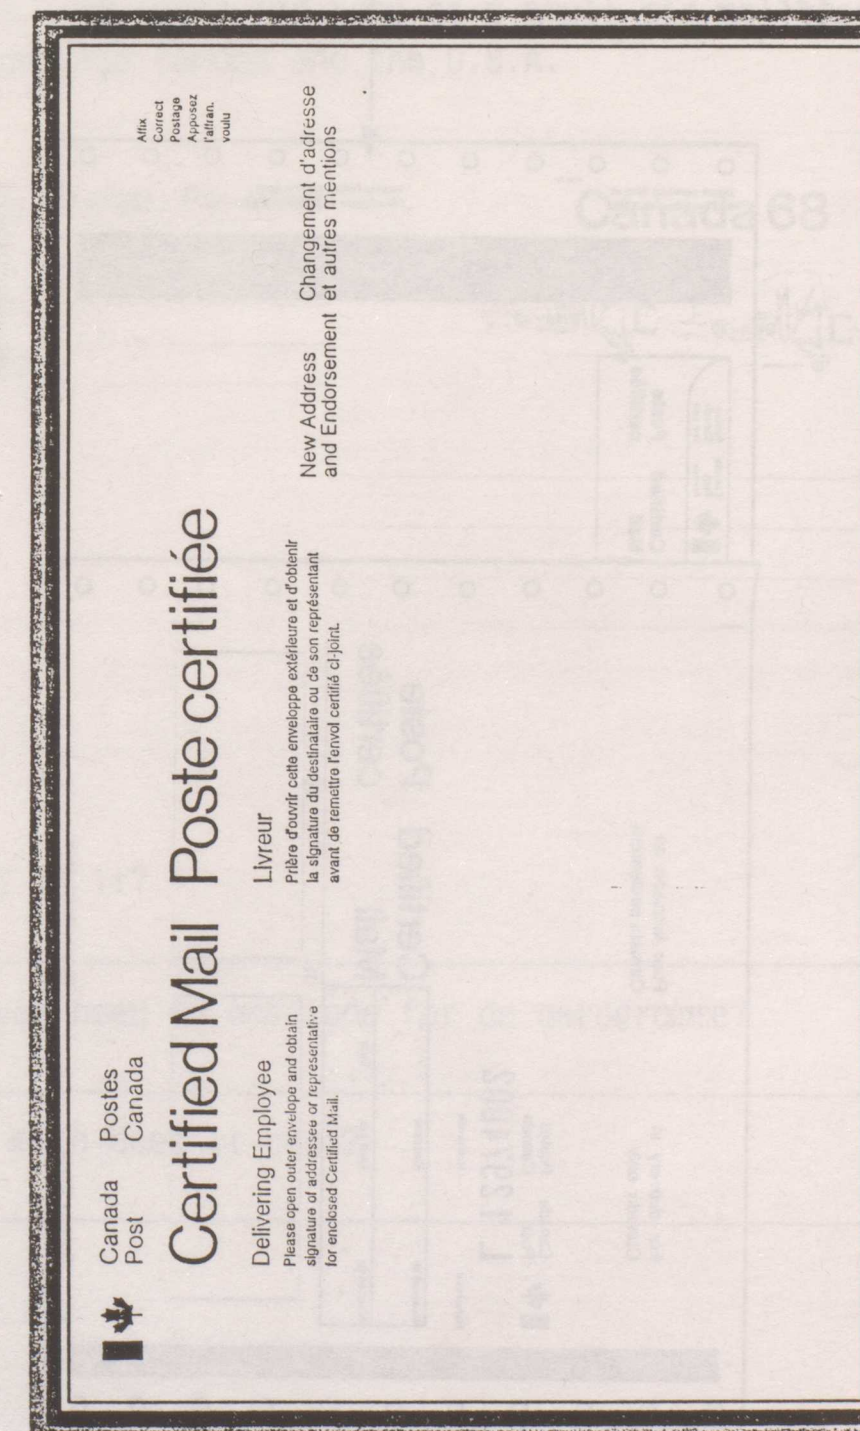 Canada Postes
Post Canada
Affix
Correct
Postage
Apposez
l'affran.
voulu
Certified Mail Poste certifiée
Delivering Employee
Please open outer envelope and obtain
signature of addressee or representative
for enclosed Certified Mail.
Livreur
Prière d'ouvrir cette enveloppe extérieure et d'obtenir
la signature du destinataire ou de son représentant
avant de remettre l'envoi certifié ci-joint.
New Address
and Endorsement
Changement d'adresse
et autres mentions
Canada 68